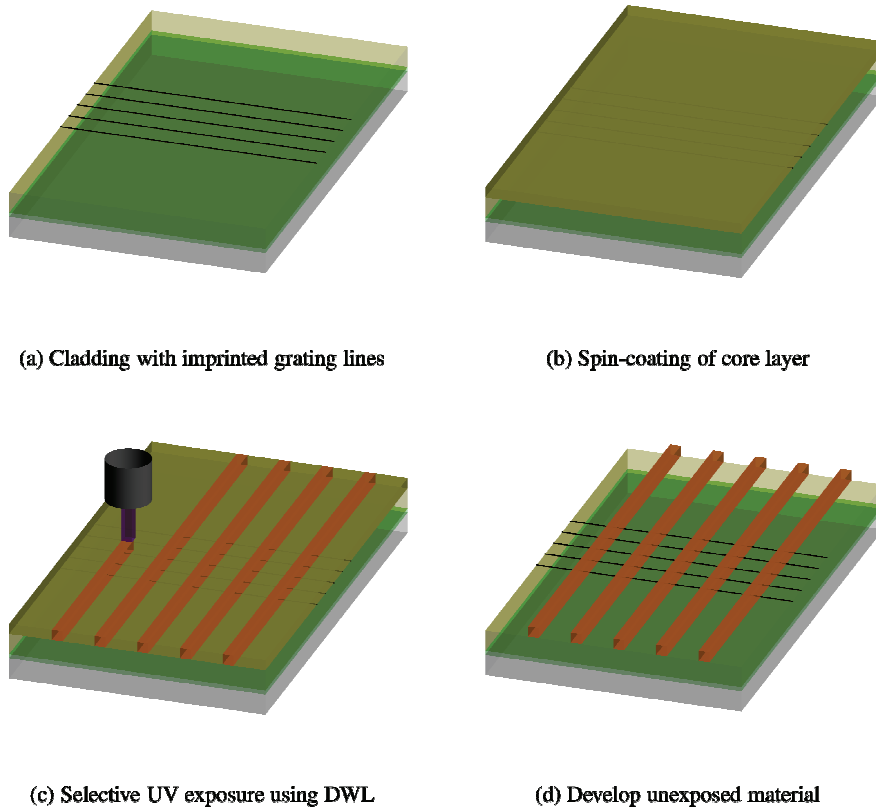 (a) Cladding with imprinted grating lines
(b) Spin-coating of core layer
(c) Selective UV exposure using DWL
(d) Develop unexposed material